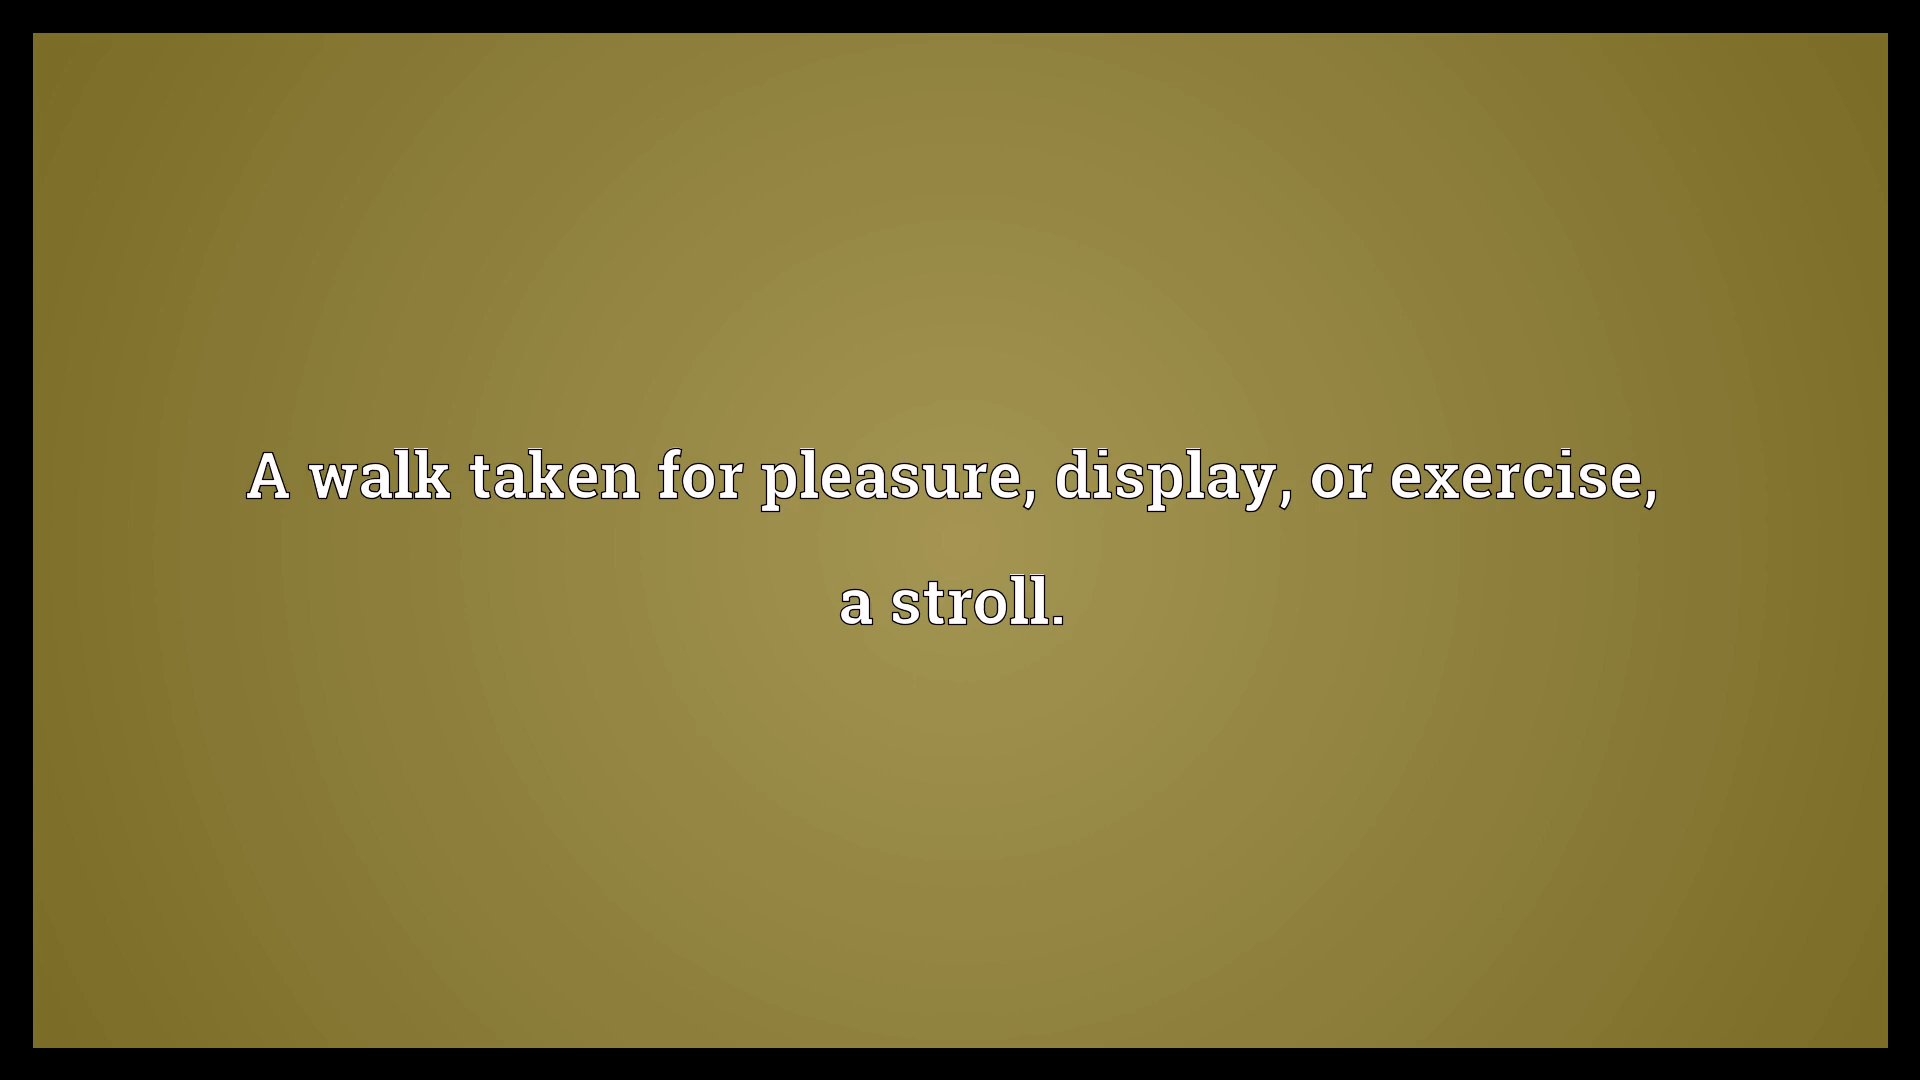 A walk taken for pleasure, display, or exercise,
a stroll.